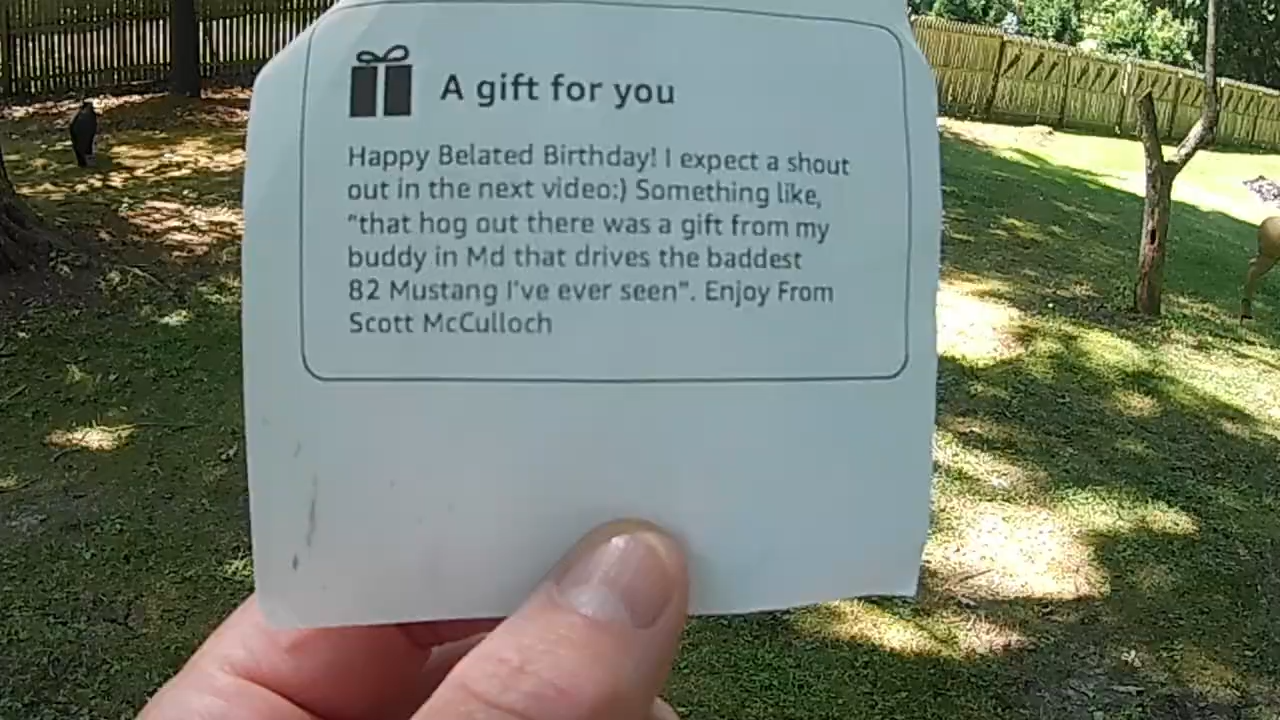 A gift for you
Happy Belated Birthday! I expect a shout
out in the next video:) Something like,
"that hog out there was a gift from my
buddy in Md that drives the baddest
82 Mustang I've ever seen". Enjoy From
Scott McCulloch